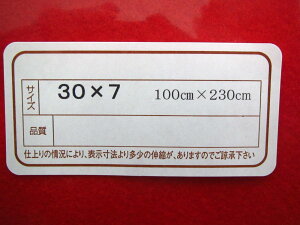 サイズ 30×7 100cm×230cm
品質
仕上りの情況により、表示寸法より多少の伸縮が、ありますのでご諒承下さい